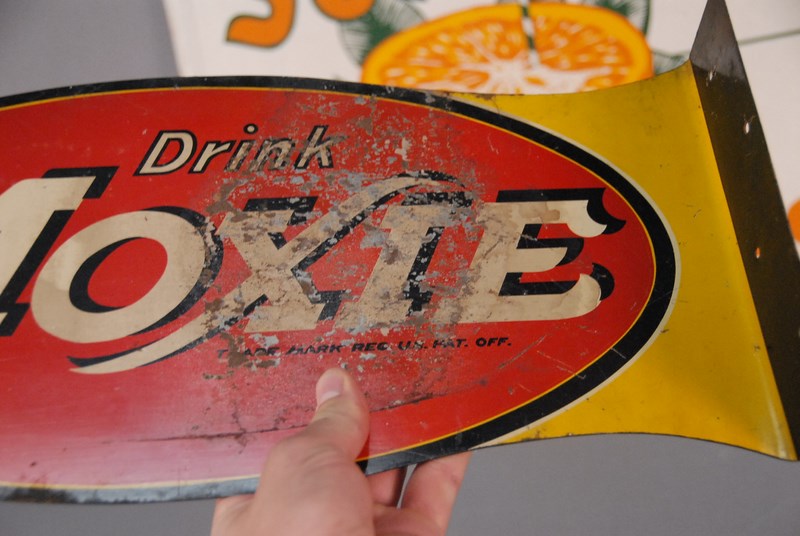 Drink
MOXIE
TRADE MARK REG. U.S. PAT. OFF.